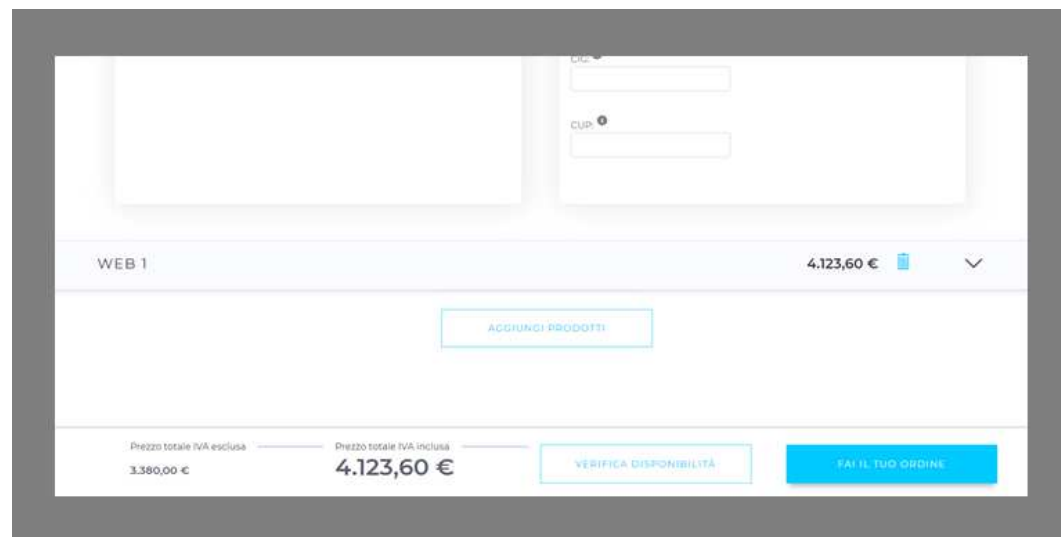 CIG:
CUP:
WEB 1
4.123,60 €
AGGIUNGI PRODOTTI
Prezzo totale IVA esclusa
Prezzo totale IVA inclusa
3.380,00 €
4.123,60 €
VERIFICA DISPONIBILITÀ
FAI IL TUO ORDINE